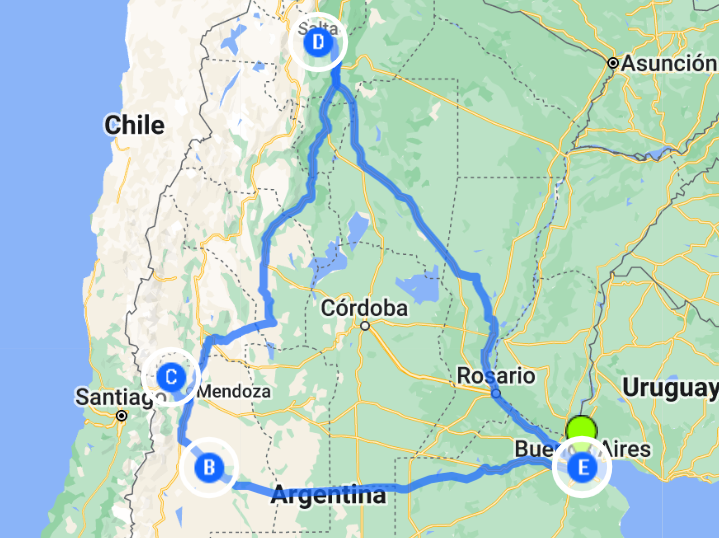 Salta
D
Asunción
Chile
Córdoba
Rosario
C
Santiago
Mendoza
Uruguay
Buenos Aires
B
E
Argentina